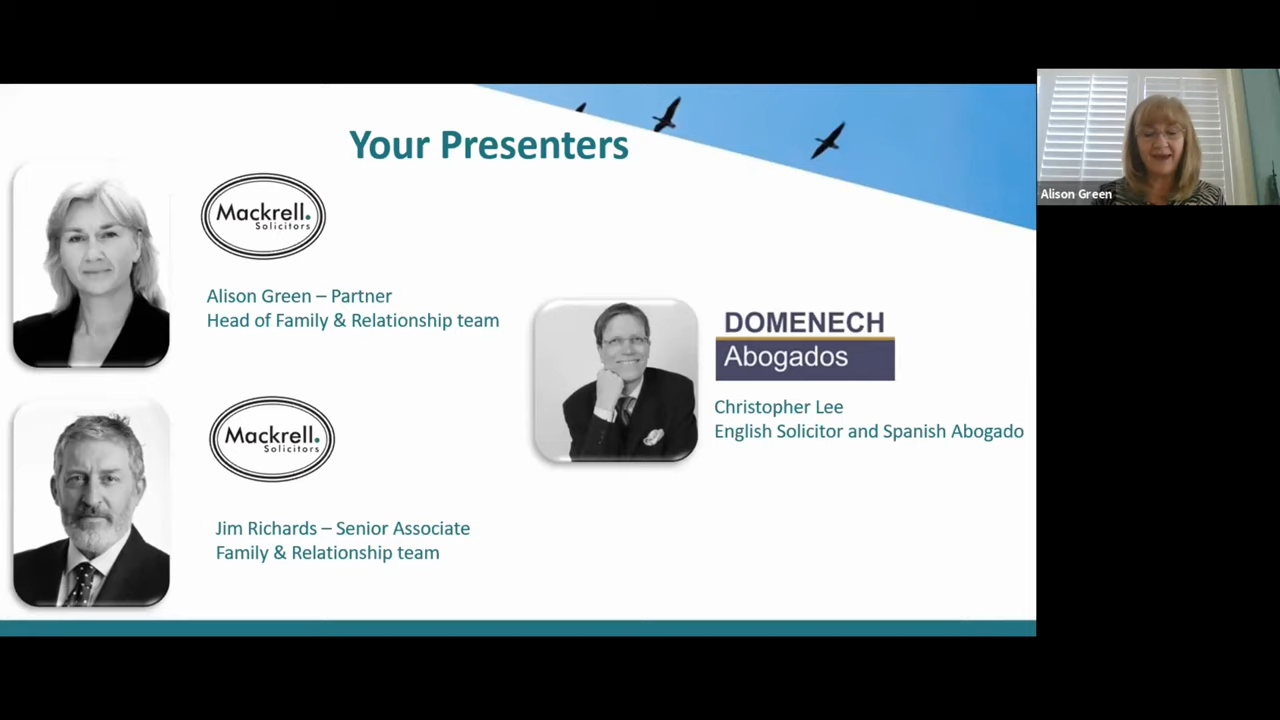 Your Presenters
Mackrell.
Solicitors
Alison Green – Partner
Head of Family & Relationship team
Mackrell.
Solicitors
Jim Richards – Senior Associate
Family & Relationship team
DOMENECH
Abogados
Christopher Lee
English Solicitor and Spanish Abogado
Alison Green